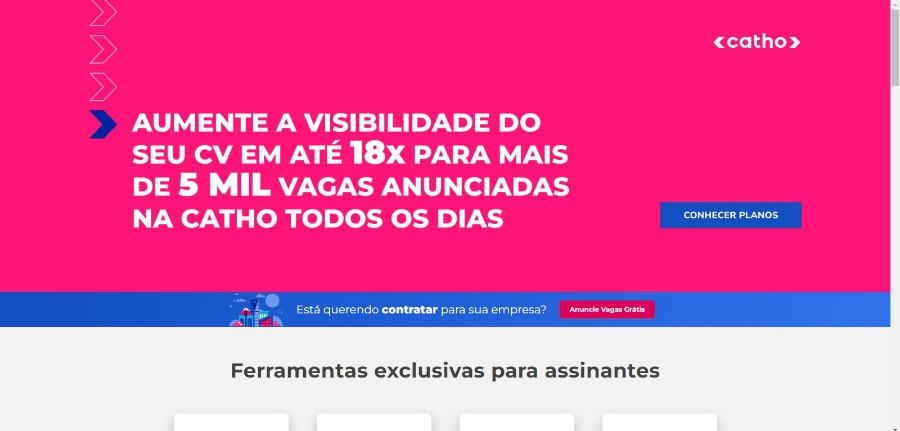 catho
AUMENTE A VISIBILIDADE DO
SEU CV EM ATÉ 18X PARA MAIS
DE 5 MIL VAGAS ANUNCIADAS
NA CATHO TODOS OS DIAS
CONHECER PLANOS
Está querendo contratar para sua empresa? Anuncie Vagas Grátis
Ferramentas exclusivas para assinantes